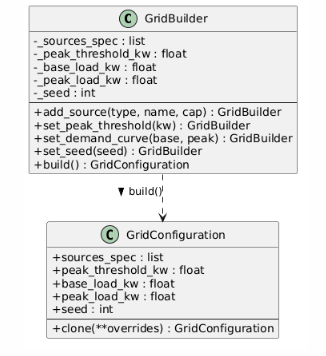 C GridBuilder
-_sources_spec : list
-_peak_threshold_kw : float
-_base_load_kw : float
-_peak_load_kw : float
-_seed : int
+add_source(type, name, cap) : GridBuilder
+set_peak_threshold(kw) : GridBuilder
+set_demand_curve(base, peak) : GridBuilder
+set_seed(seed) : GridBuilder
+build() : GridConfiguration
build()
C GridConfiguration
+sources_spec : list
+peak_threshold_kw : float
+base_load_kw : float
+peak_load_kw : float
+seed : int
+clone(**overrides) : GridConfiguration